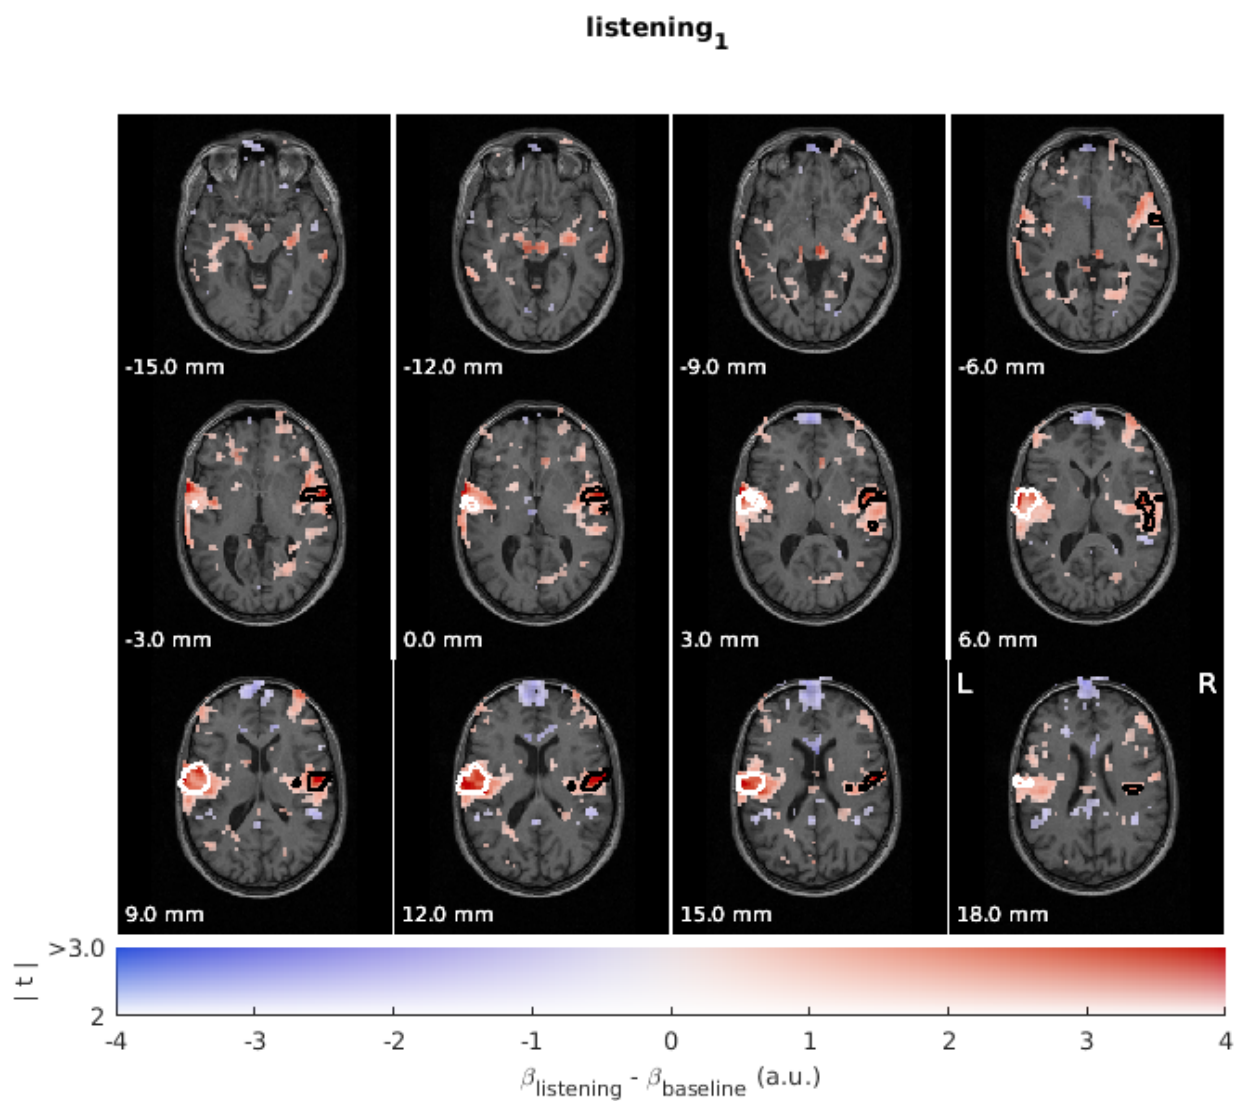 listening1
-15.0 mm
-12.0 mm
-9.0 mm
-6.0 mm
-3.0 mm
0.0 mm
3.0 mm
6.0 mm
L
R
9.0 mm
12.0 mm
15.0 mm
18.0 mm
>3.0
| t |
2
-4 -3 -2 -1 0 1 2 3 4
βlistening - βbaseline (a.u.)